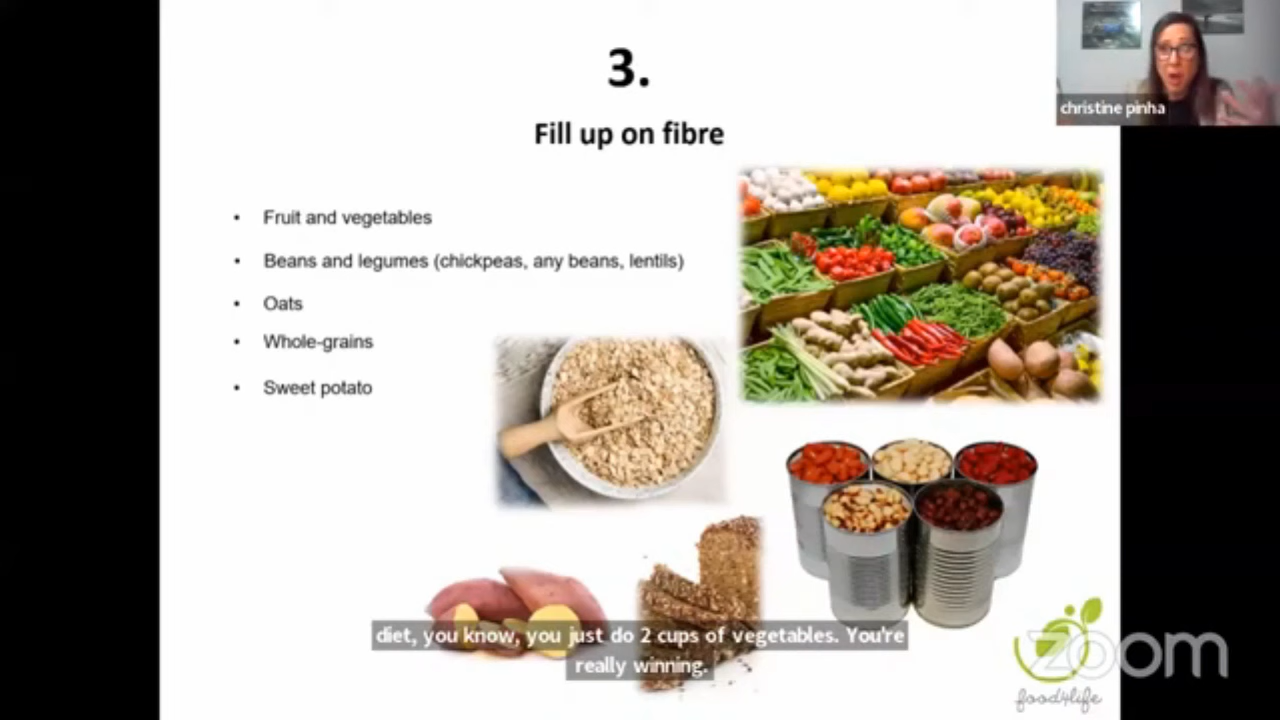 3.
Fill up on fibre
christine pinha
• Fruit and vegetables
• Beans and legumes (chickpeas, any beans, lentils)
• Oats
• Whole-grains
• Sweet potato
diet, you know, you just do 2 cups of vegetables. You're
really winning.
zoom
food4life